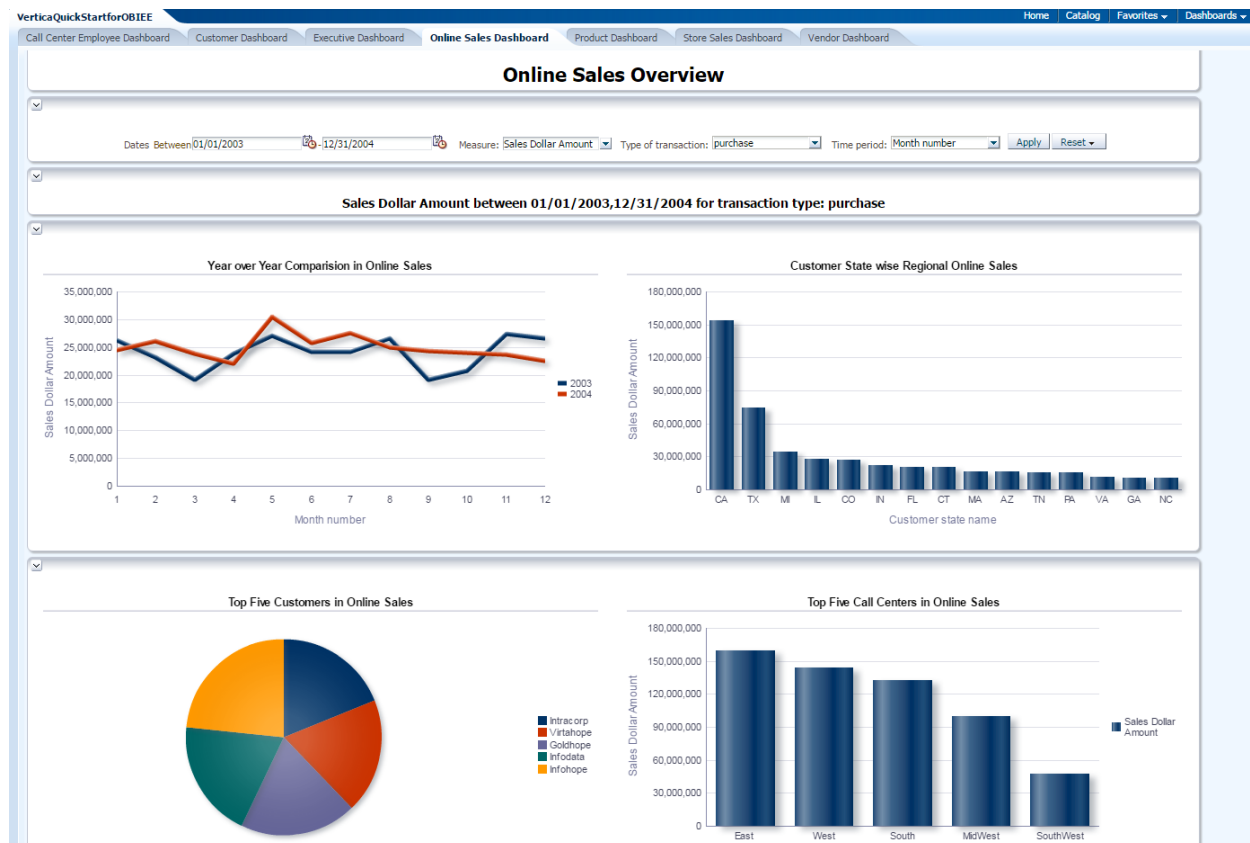 VerticaQuickStartforOBIEE
Home Catalog Favorites Dashboards
Call Center Employee Dashboard Customer Dashboard Executive Dashboard Online Sales Dashboard Product Dashboard Store Sales Dashboard Vendor Dashboard
Online Sales Overview
Dates Between 01/01/2003 - 12/31/2004 Measure: Sales Dollar Amount Type of transaction: purchase Time period: Month number Apply Reset
Sales Dollar Amount between 01/01/2003,12/31/2004 for transaction type: purchase
Year over Year Comparision in Online Sales
35,000,000
30,000,000
25,000,000
20,000,000
15,000,000
10,000,000
5,000,000
0
Sales Dollar Amount
1 2 3 4 5 6 7 8 9 10 11 12
Month number
2003
2004
Customer State wise Regional Online Sales
180,000,000
150,000,000
120,000,000
90,000,000
60,000,000
30,000,000
0
Sales Dollar Amount
CA TX MI IL CO IN FL CT MA AZ TN PA VA GA NC
Customer state name
Top Five Customers in Online Sales
Intracorp
Virtahope
Goldhope
Infodata
Infohope
Top Five Call Centers in Online Sales
180,000,000
150,000,000
120,000,000
90,000,000
60,000,000
30,000,000
0
Sales Dollar Amount
East West South MidWest SouthWest
Sales Dollar
Amount